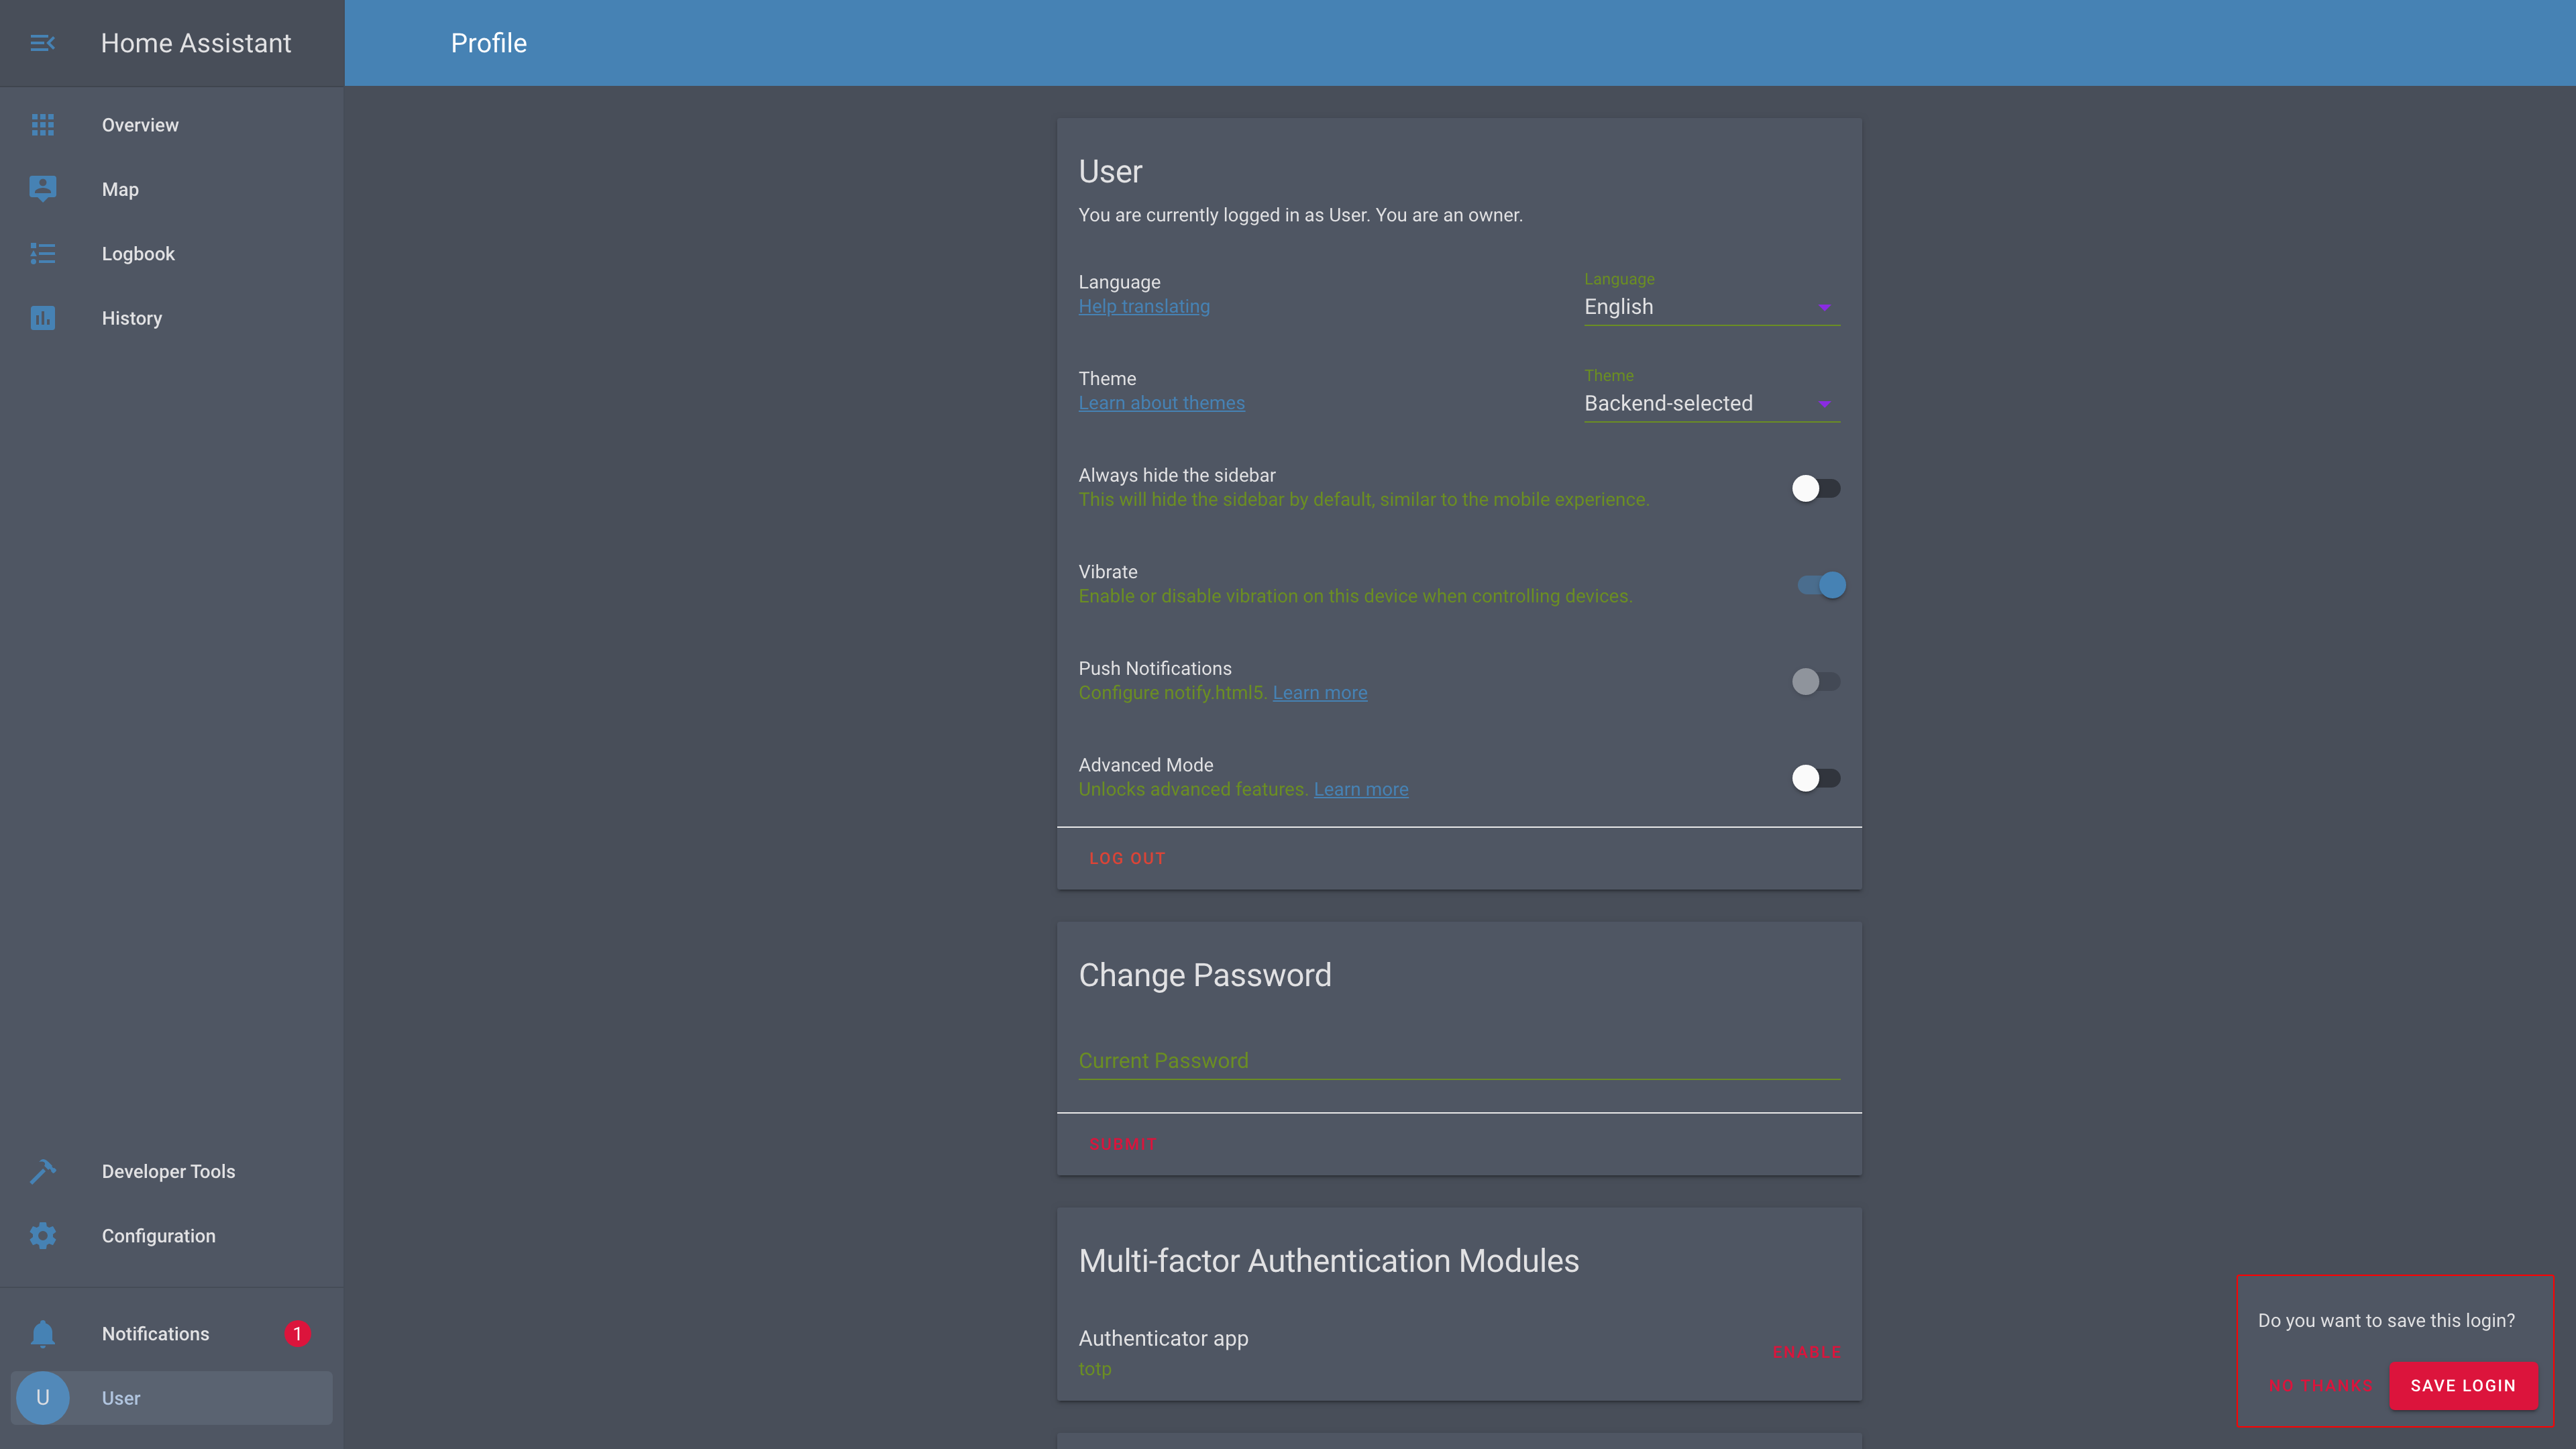 Home Assistant
Profile
Overview
Map
Logbook
History
Developer Tools
Configuration
Notifications
1
U
User
User
You are currently logged in as User. You are an owner.
Language
Help translating
Language
English
Theme
Learn about themes
Theme
Backend-selected
Always hide the sidebar
This will hide the sidebar by default, similar to the mobile experience.
Vibrate
Enable or disable vibration on this device when controlling devices.
Push Notifications
Configure notify.html5. Learn more
Advanced Mode
Unlocks advanced features. Learn more
LOG OUT
Change Password
Current Password
SUBMIT
Multi-factor Authentication Modules
Authenticator app
totp
ENABLE
Do you want to save this login?
NO THANKS
SAVE LOGIN